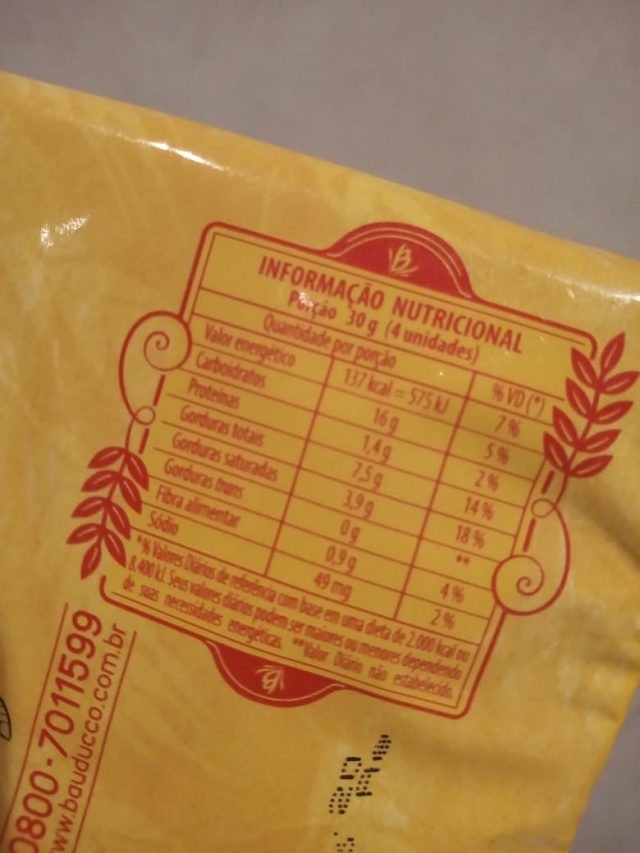 INFORMAÇÃO NUTRICIONAL
Porção 30 g (4 unidades)
Quantidade por porção % VD (*)
Valor energético 137 kcal = 575 kJ 7 %
Carboidratos 16 g 5 %
Proteínas 1,4 g 2 %
Gorduras totais 7,5 g 14 %
Gorduras saturadas 3,9 g 18 %
Gorduras trans 0 g **
Fibra alimentar 0,9 g 4 %
Sódio 49 mg 2 %
*% Valores Diários de referência com base em uma dieta de 2.000 kcal ou
8.400 kJ. Seus valores diários podem ser maiores ou menores dependendo
de suas necessidades energéticas. **Valor Diário não estabelecido.
0800-7011599
ww.bauducco.com.br